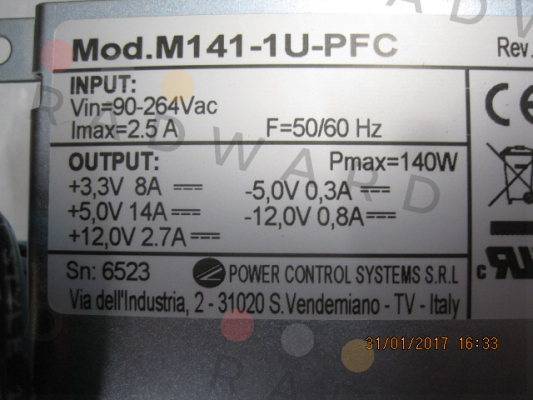 Mod.M141-1U-PFC Rev.
INPUT:
Vin=90-264Vac
Imax=2.5 A F=50/60 Hz
OUTPUT: Pmax=140W
+3,3V 8A -5,0V 0,3A
+5,0V 14A -12,0V 0,8A
+12,0V 2.7A
Sn: 6523 POWER CONTROL SYSTEMS S.R.L
Via dell'Industria, 2 - 31020 S.Vendemiano - TV - Italy
31/01/2017 16:33
RADWARD
RADWARD